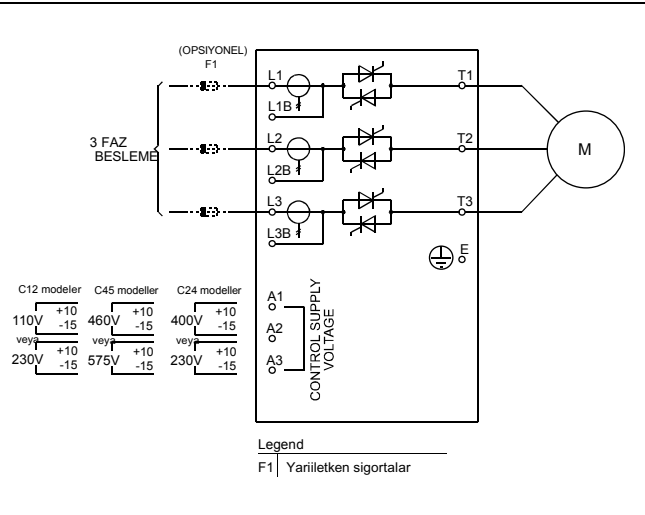 (OPSIYONEL)
F1
L1
T1
L1B
3 FAZ
BESLEME
L2
T2
M
L2B
L3
T3
L3B
E
C12 modeler
C45 modeller
C24 modeller
110V +10 -15
460V +10 -15
400V +10 -15
veya
veya
veya
230V +10 -15
575V +10 -15
230V +10 -15
A1
A2
A3
CONTROL SUPPLY
VOLTAGE
Legend
F1 Yariiletken sigortalar